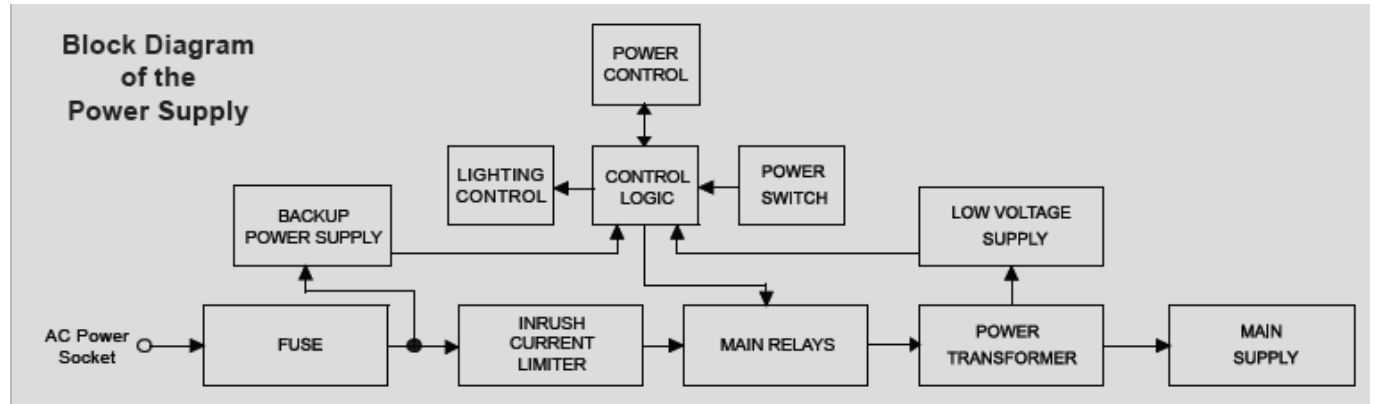 Block Diagram
of the
Power Supply
POWER
CONTROL
LIGHTING
CONTROL
CONTROL
LOGIC
POWER
SWITCH
BACKUP
POWER SUPPLY
LOW VOLTAGE
SUPPLY
AC Power
Socket
FUSE
INRUSH
CURRENT
LIMITER
MAIN RELAYS
POWER
TRANSFORMER
MAIN
SUPPLY